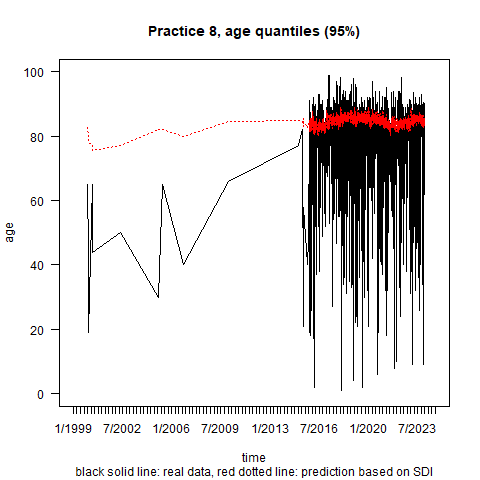 Practice 8, age quantiles (95%)
100
80
60
40
20
0
age
1/1999 7/2002 1/2006 7/2009 1/2013 7/2016 1/2020 7/2023
time
black solid line: real data, red dotted line: prediction based on SDI